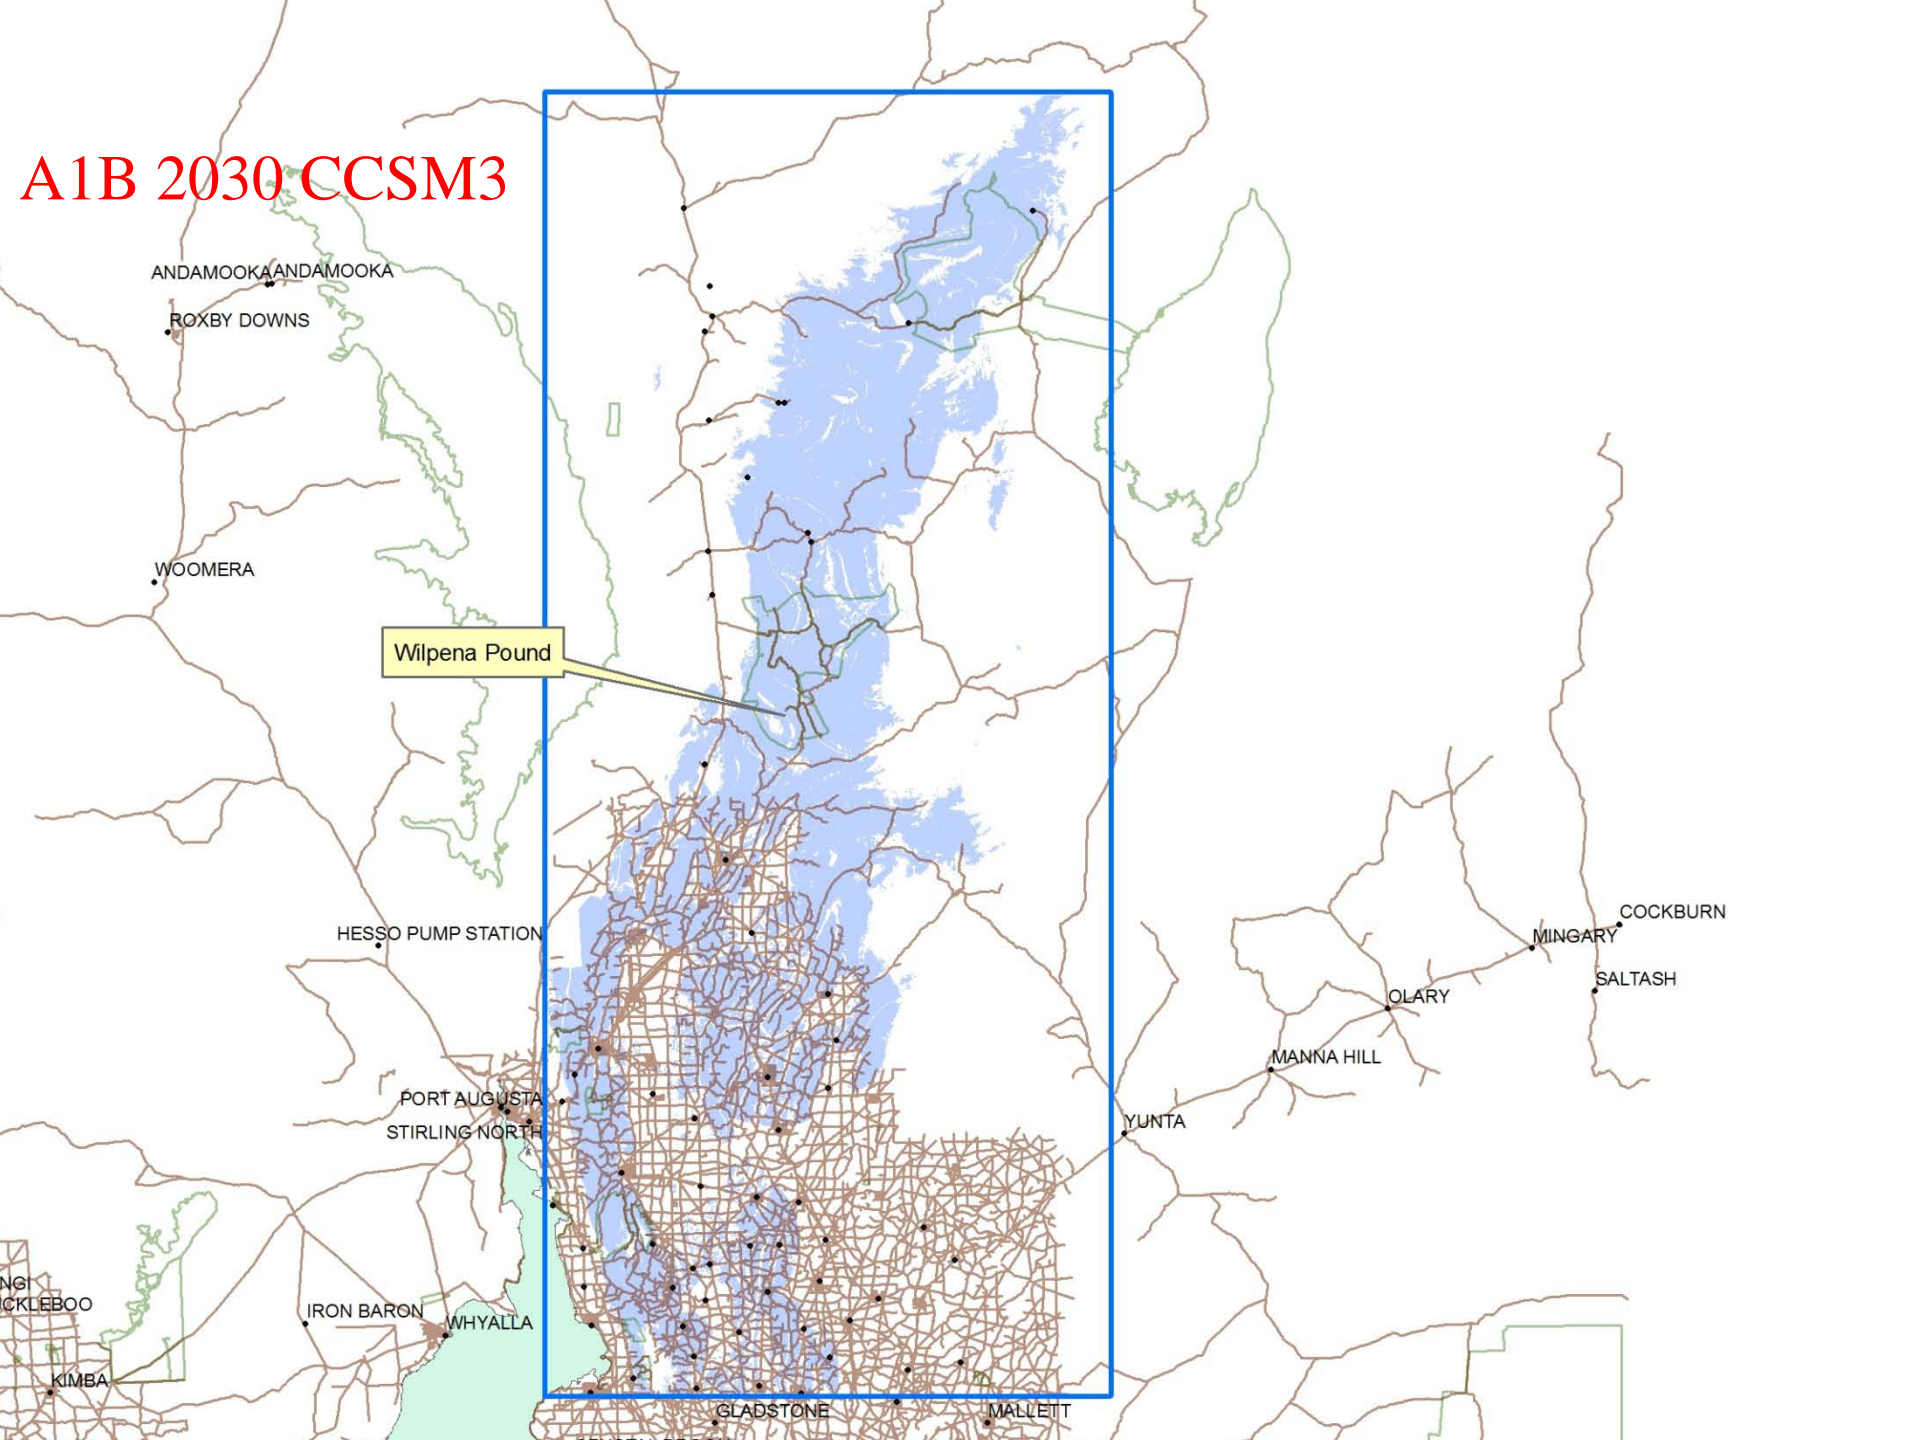 A1B 2030 CCSM3
ANDAMOOKA ANDAMOOKA
ROXBY DOWNS
WOOMERA
Wilpena Pound
COCKBURN
HESSO PUMP STATION
MINGARY
SALTASH
OLARY
MANNA HILL
PORT AUGUSTA
YUNTA
STIRLING NORTH
NGI
CKLEBOO
IRON BARON
WHYALLA
KIMBA
GLADSTONE
MALLETT